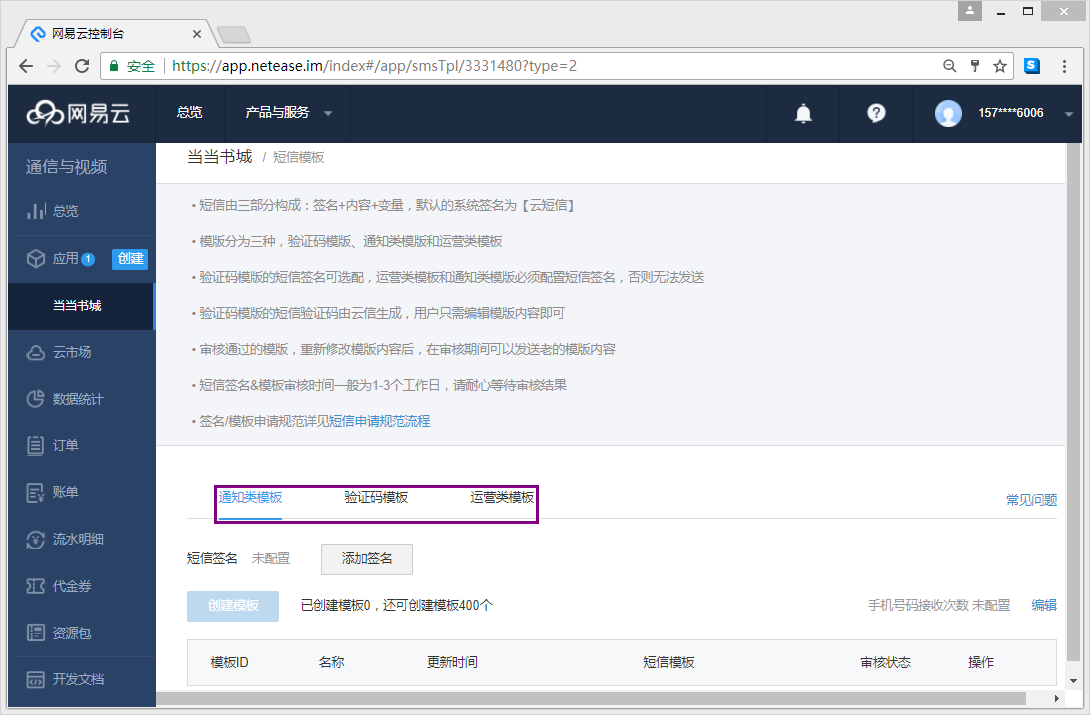 网易云控制台
安全 https://app.netease.im/index#/app/smsTpl/3331480?type=2
网易云 总览 产品与服务 157****6006
通信与视频
总览
应用 1 创建
当当书城
云市场
数据统计
订单
账单
流水明细
代金券
资源包
开发文档
当当书城 / 短信模板
• 短信由三部分构成：签名+内容+变量，默认的系统签名为【云短信】
• 模版分为三种，验证码模版、通知类模版和运营类模板
• 验证码模版的短信签名可选配，运营类模板和通知类模版必须配置短信签名，否则无法发送
• 验证码模版的短信验证码由云信生成，用户只需编辑模版内容即可
• 审核通过的模版，重新修改模版内容后，在审核期间可以发送老的模版内容
• 短信签名&模板审核时间一般为1-3个工作日，请耐心等待审核结果
• 签名/模板申请规范详见短信申请规范流程
通知类模板 验证码模板 运营类模板 常见问题
短信签名 未配置 添加签名
创建模板 已创建模板0，还可创建模板400个 手机号码接收次数 未配置 编辑
模板ID 名称 更新时间 短信模板 审核状态 操作